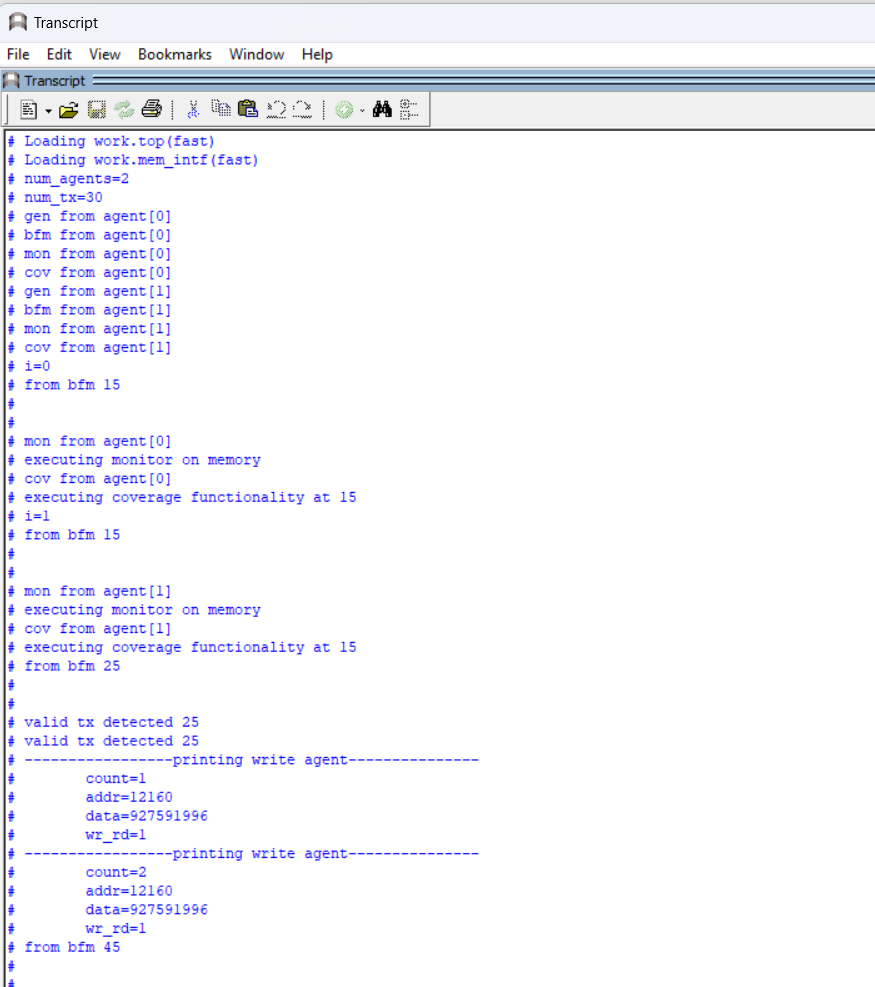 Transcript
File Edit View Bookmarks Window Help
Transcript
# Loading work.top(fast)
# Loading work.mem_intf(fast)
# num_agents=2
# num_tx=30
# gen from agent[0]
# bfm from agent[0]
# mon from agent[0]
# cov from agent[0]
# gen from agent[1]
# bfm from agent[1]
# mon from agent[1]
# cov from agent[1]
# i=0
# from bfm 15
#
#
# mon from agent[0]
# executing monitor on memory
# cov from agent[0]
# executing coverage functionality at 15
# i=1
# from bfm 15
#
#
# mon from agent[1]
# executing monitor on memory
# cov from agent[1]
# executing coverage functionality at 15
# from bfm 25
#
#
# valid tx detected 25
# valid tx detected 25
# -----------------printing write agent---------------
# count=1
# addr=12160
# data=927591996
# wr_rd=1
# -----------------printing write agent---------------
# count=2
# addr=12160
# data=927591996
# wr_rd=1
# from bfm 45
#
#